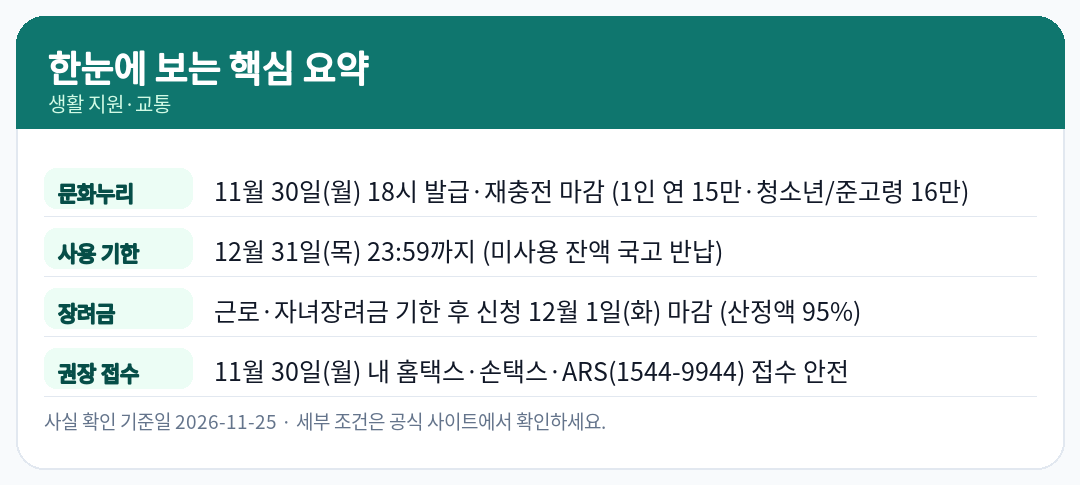 한눈에 보는 핵심 요약
생활 지원·교통
문화누리 11월 30일(월) 18시 발급·재충전 마감 (1인 연 15만·청소년/준고령 16만)
사용 기한 12월 31일(목) 23:59까지 (미사용 잔액 국고 반납)
장려금 근로·자녀장려금 기한 후 신청 12월 1일(화) 마감 (산정액 95%)
권장 접수 11월 30일(월) 내 홈택스·손택스·ARS(1544-9944) 접수 안전
사실 확인 기준일 2026-11-25 · 세부 조건은 공식 사이트에서 확인하세요.